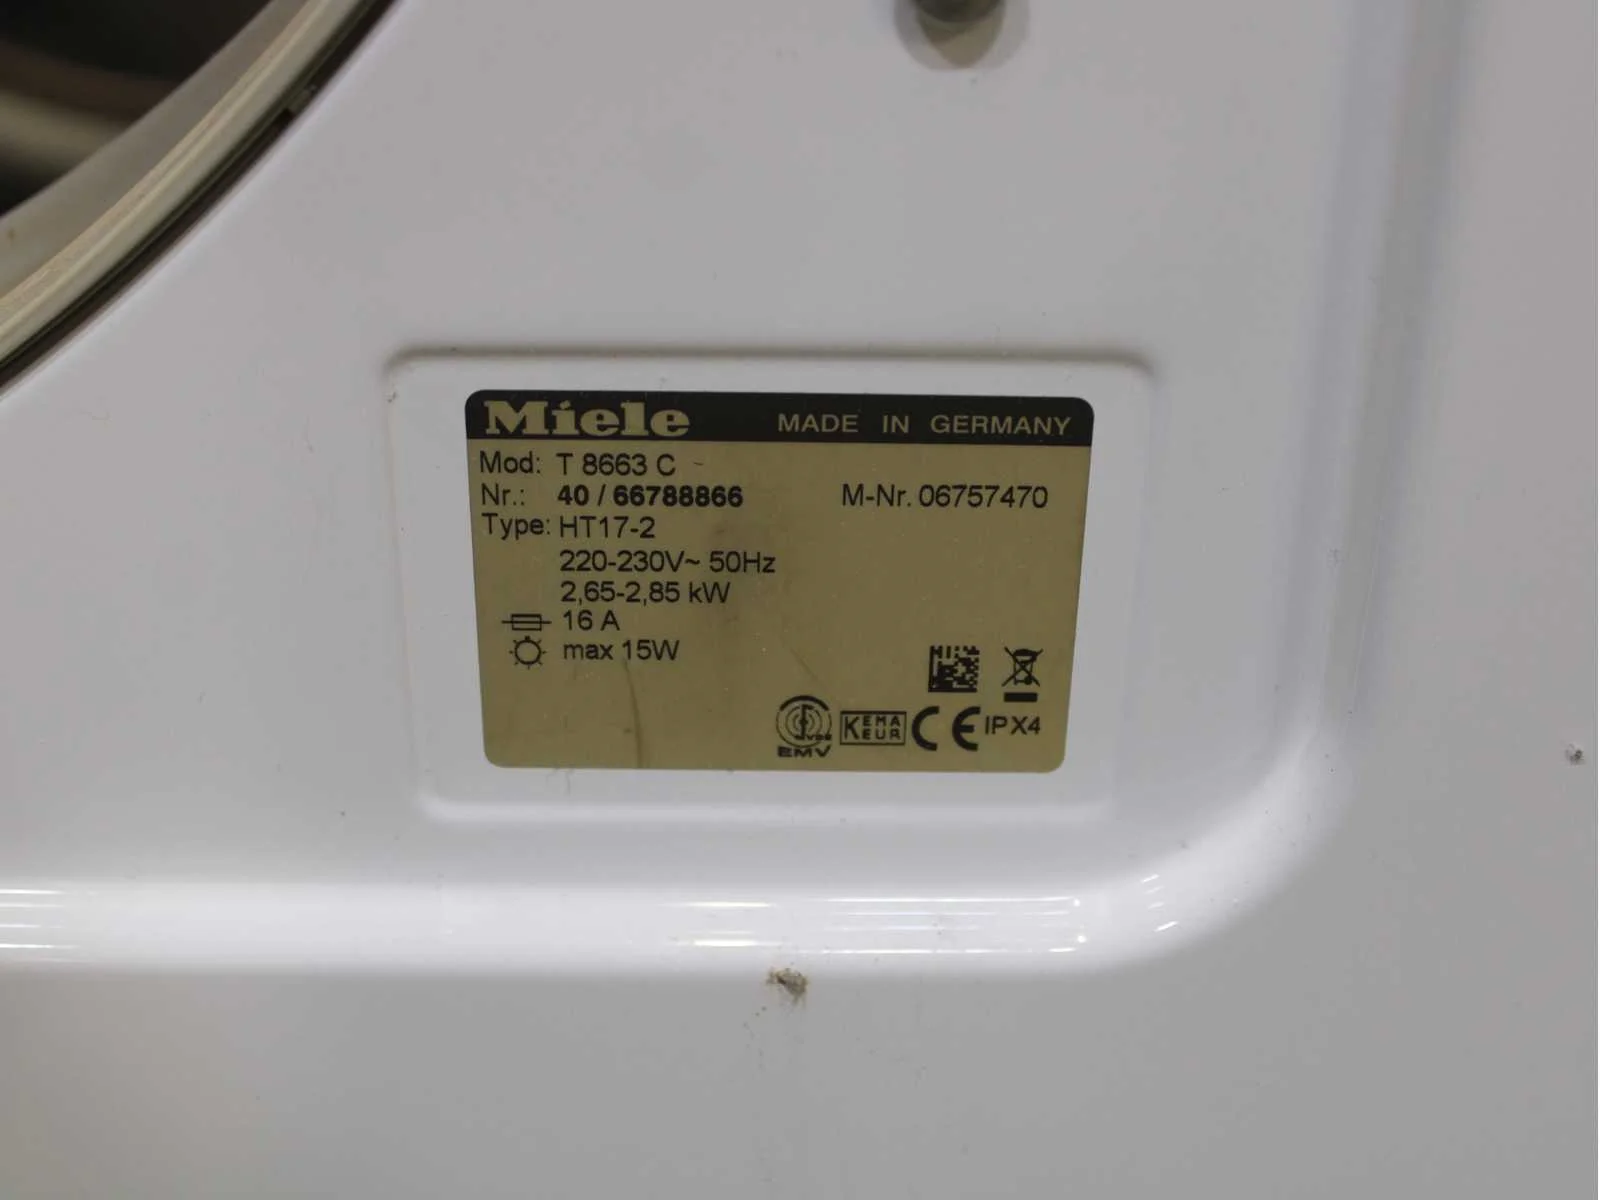 Miele MADE IN GERMANY
Mod: T 8663 C
Nr.: 40 / 66788866 M-Nr. 06757470
Type: HT17-2
220-230V~ 50Hz
2,65-2,85 kW
16 A
max 15W
KEMA
KEUR
CE IPX4
EMV